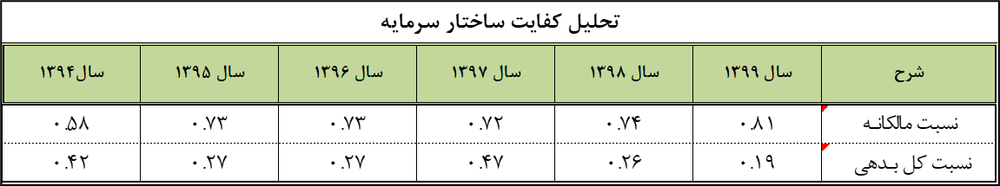 تحلیل کفایت ساختار سرمایه
شرح سال ۱۳۹۹ سال ۱۳۹۸ سال ۱۳۹۷ سال ۱۳۹۶ سال ۱۳۹۵ سال۱۳۹۴
نسبت مالکانه ۰.۸۱ ۰.۷۴ ۰.۷۲ ۰.۷۳ ۰.۷۳ ۰.۵۸
نسبت کل بدهی ۰.۱۹ ۰.۲۶ ۰.۴۷ ۰.۲۷ ۰.۲۷ ۰.۴۲